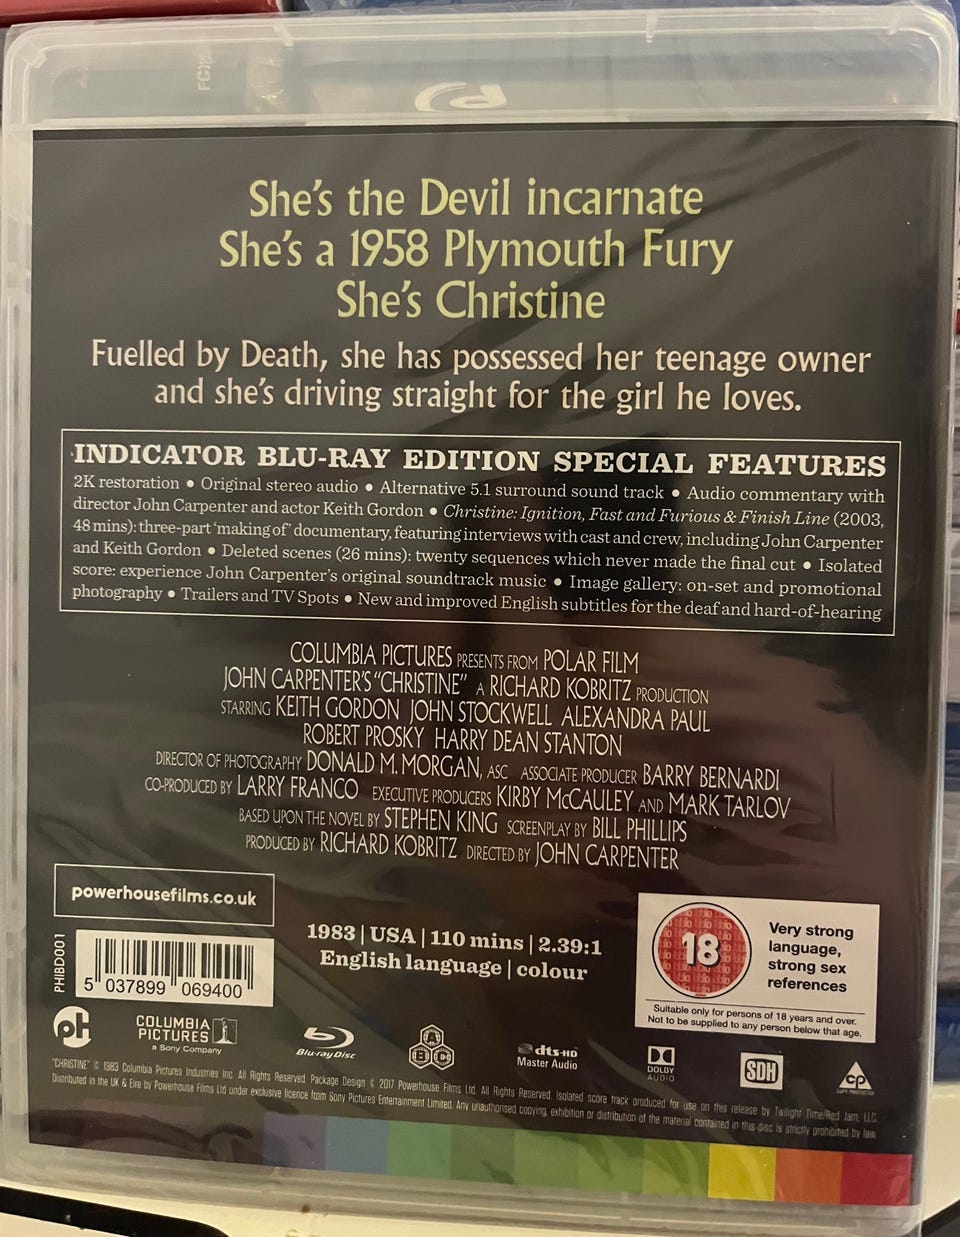 She's the Devil incarnate
She's a 1958 Plymouth Fury
She's Christine
Fuelled by Death, she has possessed her teenage owner
and she's driving straight for the girl he loves.
INDICATOR BLU-RAY EDITION SPECIAL FEATURES
2K restoration • Original stereo audio • Alternative 5.1 surround sound track • Audio commentary with
director John Carpenter and actor Keith Gordon • Christine: Ignition, Fast and Furious & Finish Line (2003,
48 mins): three-part 'making of' documentary, featuring interviews with cast and crew, including John Carpenter
and Keith Gordon • Deleted scenes (26 mins): twenty sequences which never made the final cut • Isolated
score: experience John Carpenter's original soundtrack music • Image gallery: on-set and promotional
photography • Trailers and TV Spots • New and improved English subtitles for the deaf and hard-of-hearing
COLUMBIA PICTURES PRESENTS FROM POLAR FILM
JOHN CARPENTER'S "CHRISTINE" A RICHARD KOBRITZ PRODUCTION
STARRING KEITH GORDON JOHN STOCKWELL ALEXANDRA PAUL
ROBERT PROSKY HARRY DEAN STANTON
DIRECTOR OF PHOTOGRAPHY DONALD M. MORGAN, ASC ASSOCIATE PRODUCER BARRY BERNARDI
CO-PRODUCED BY LARRY FRANCO EXECUTIVE PRODUCERS KIRBY McCAULEY AND MARK TARLOV
BASED UPON THE NOVEL BY STEPHEN KING SCREENPLAY BY BILL PHILLIPS
PRODUCED BY RICHARD KOBRITZ DIRECTED BY JOHN CARPENTER
powerhousefilms.co.uk
1983 | USA | 110 mins | 2.39:1
English language | colour
18
Very strong
language,
strong sex
references
Suitable only for persons of 18 years and over.
Not to be supplied to any person below that age.
PHIBD001
5 037899 069400
pH
COLUMBIA
PICTURES
a Sony Company
Blu-ray Disc
A
B C
dts-HD
Master Audio
DOLBY
AUDIO
SDH
CP
COPY PROTECTED
"CHRISTINE" © 1983 Columbia Pictures Industries Inc. All Rights Reserved. Package Design © 2017 Powerhouse Films Ltd. All Rights Reserved. Isolated score track produced for use on this release by Twilight Time/Red Jam, LLC.
Distributed in the UK & Eire by Powerhouse Films Ltd under exclusive licence from Sony Pictures Entertainment Limited. Any unauthorised copying, exhibition or distribution of the material contained in this disc is strictly prohibited by law.